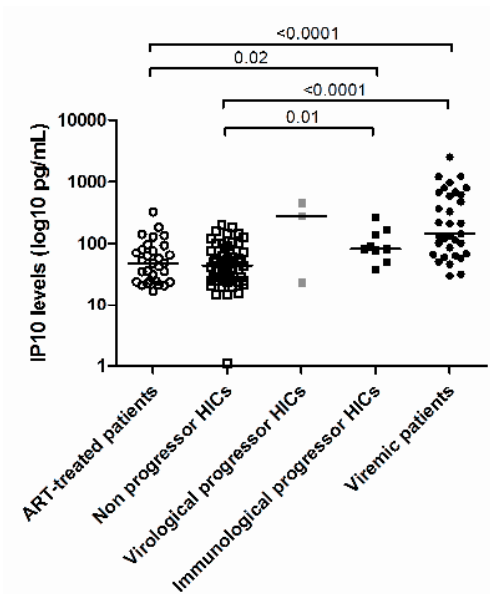 <0.0001
0.02
<0.0001
0.01
10000
1000
100
10
1
IP10 levels (log10 pg/mL)
ART-treated patients
Non progressor HICs
Virological progressor HICs
Immunological progressor HICs
Viremic patients